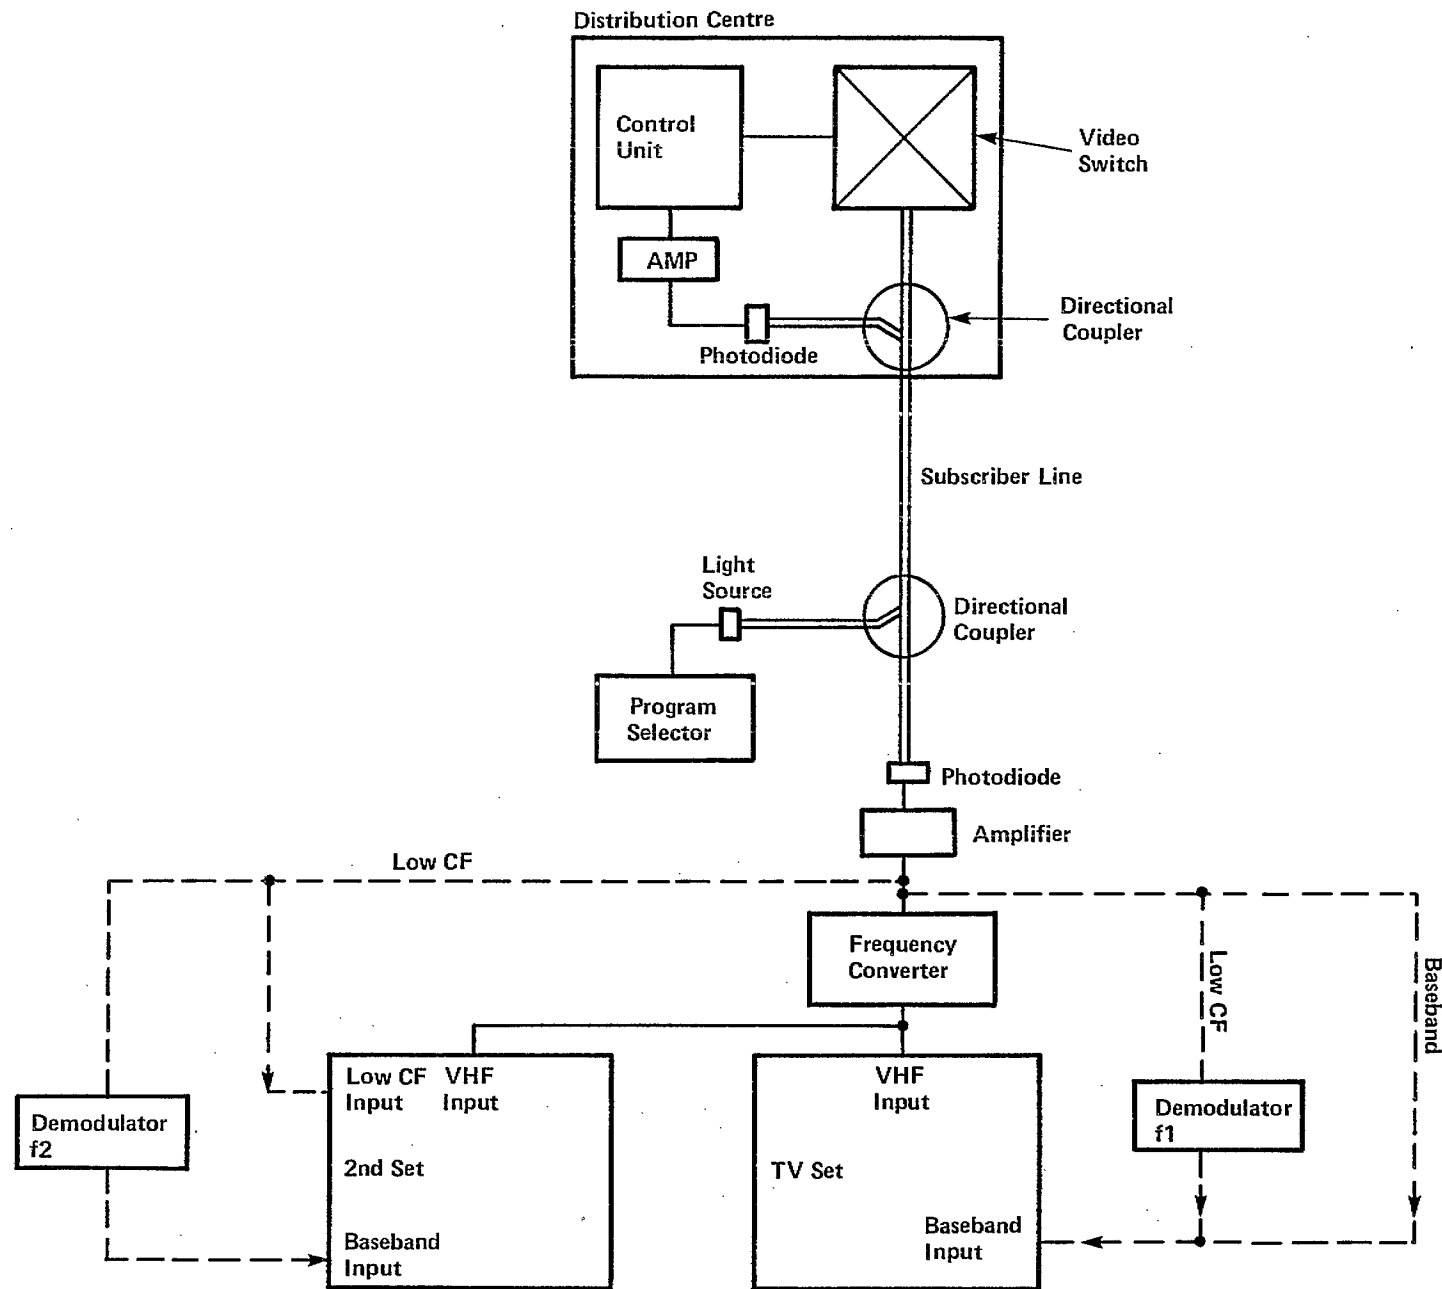 Distribution Centre
Control
Unit
Video
Switch
AMP
Directional
Coupler
Photodiode
Subscriber Line
Light
Source
Directional
Coupler
Program
Selector
Photodiode
Amplifier
Low CF
Frequency
Converter
Low CF
Baseband
Low CF
Input
VHF
Input
VHF
Input
Demodulator
f2
Demodulator
f1
2nd Set
TV Set
Baseband
Input
Baseband
Input